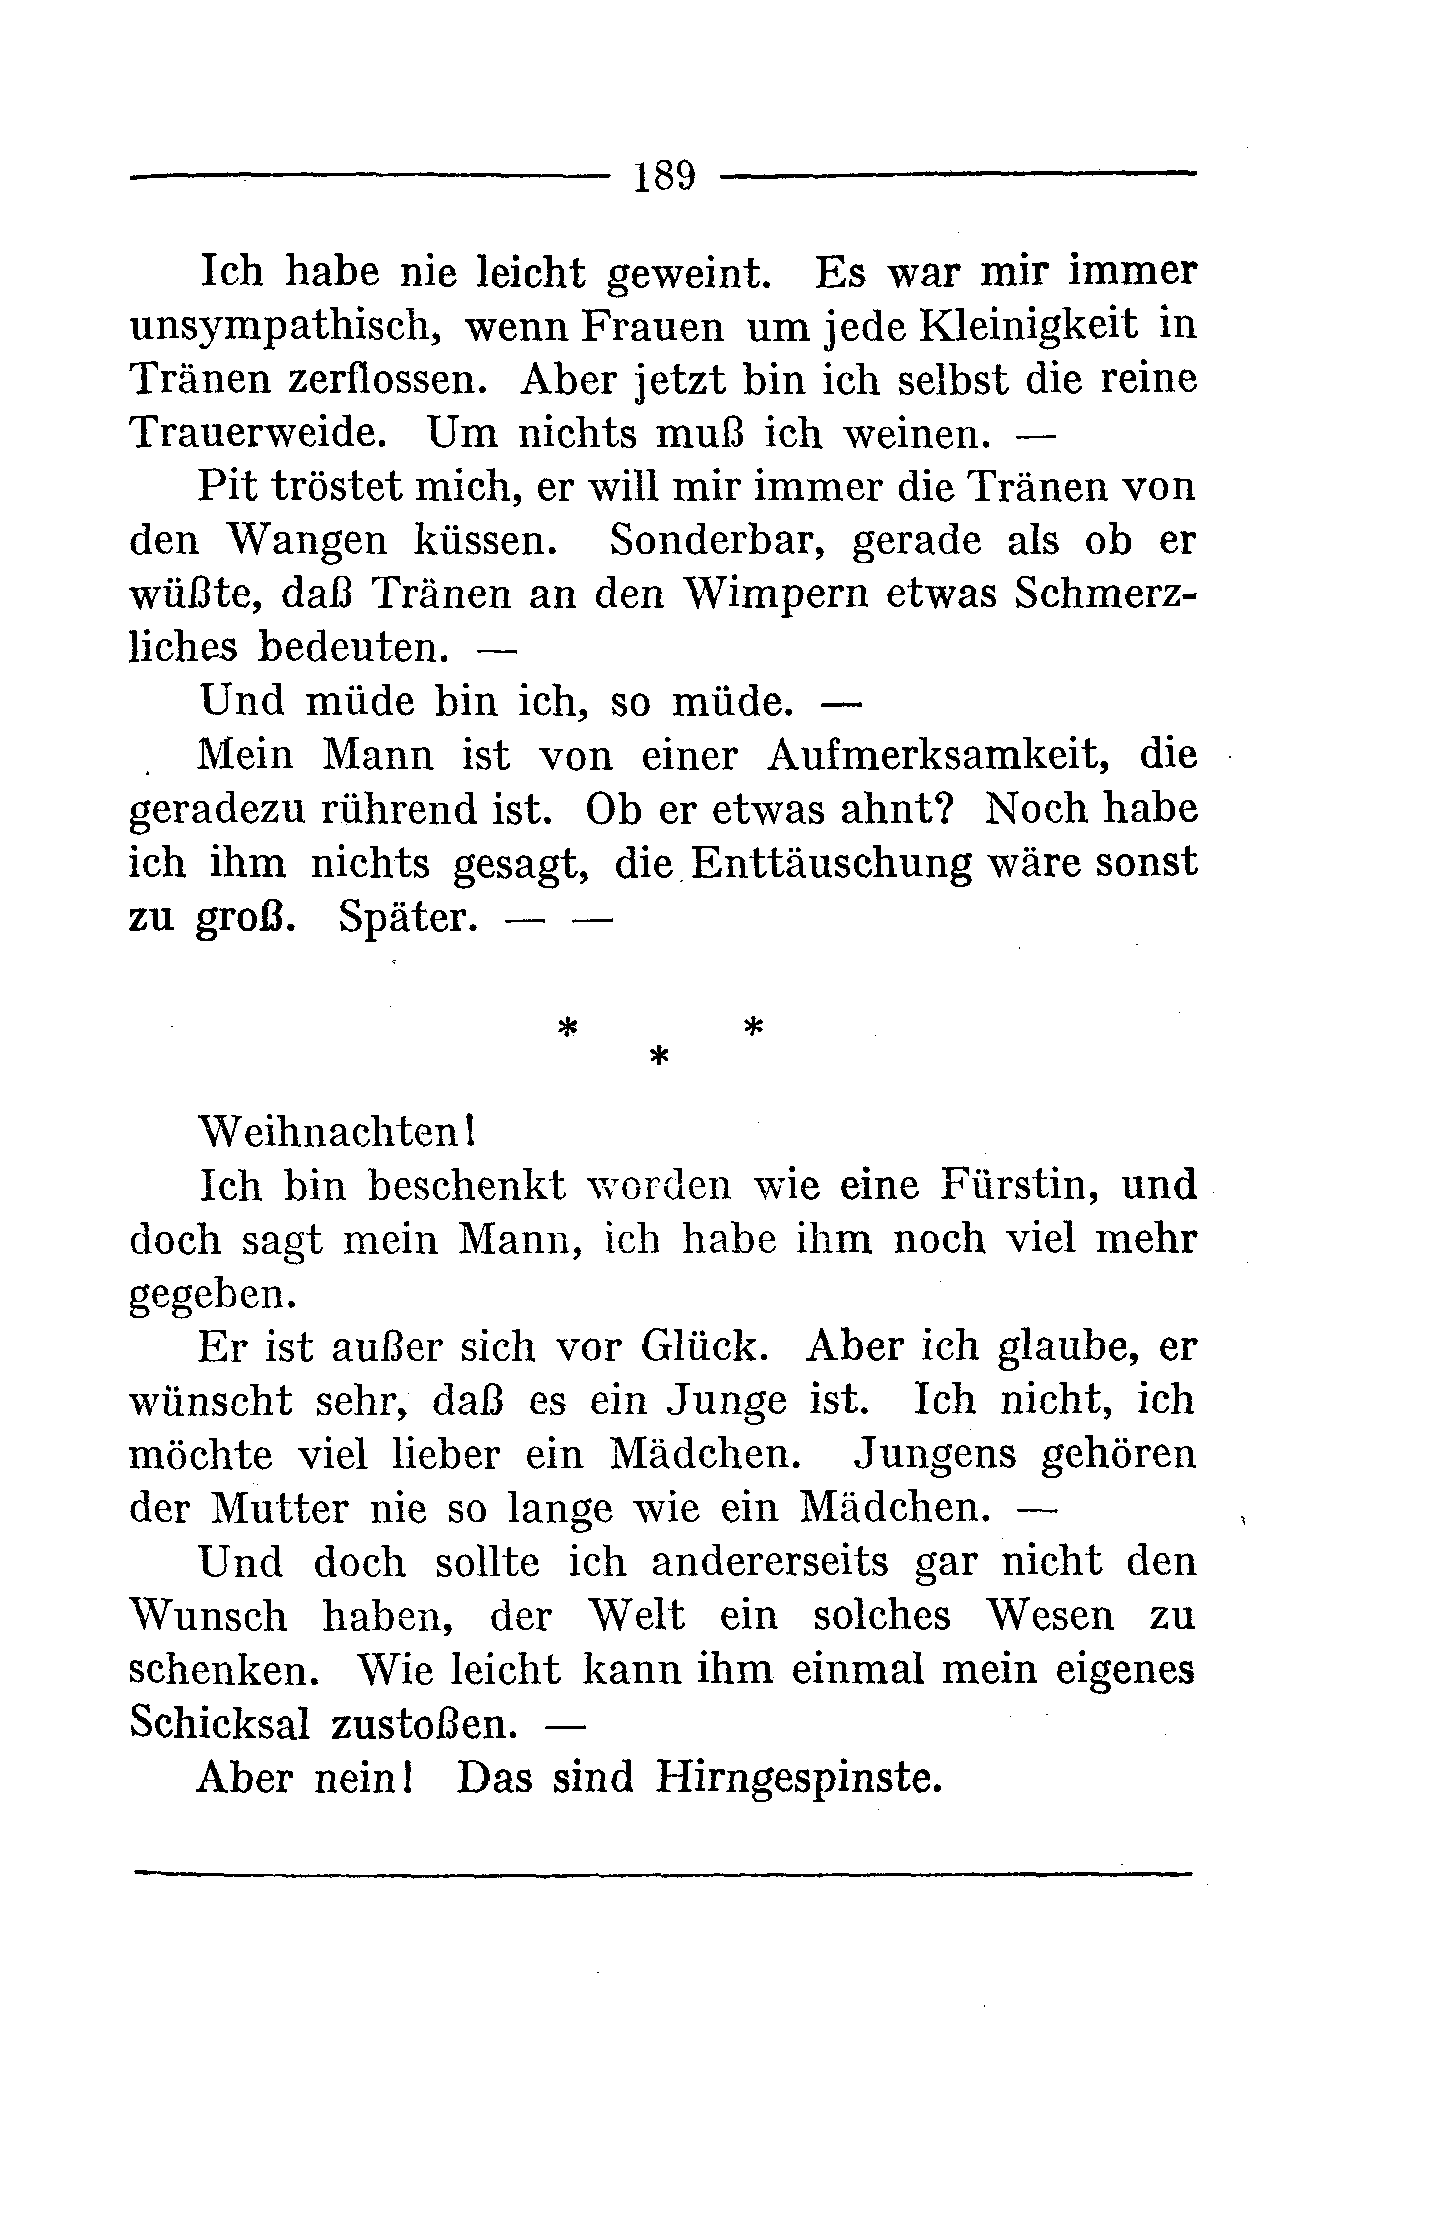 189
Ich habe nie leicht geweint. Es war mir immer
unsympathisch, wenn Frauen um jede Kleinigkeit in
Tränen zerflossen. Aber jetzt bin ich selbst die reine
Trauerweide. Um nichts muß ich weinen. —
Pit tröstet mich, er will mir immer die Tränen von
den Wangen küssen. Sonderbar, gerade als ob er
wüßte, daß Tränen an den Wimpern etwas Schmerz-
liches bedeuten. —
Und müde bin ich, so müde. —
Mein Mann ist von einer Aufmerksamkeit, die
geradezu rührend ist. Ob er etwas ahnt? Noch habe
ich ihm nichts gesagt, die Enttäuschung wäre sonst
zu groß. Später. — —
* *
*
Weihnachten!
Ich bin beschenkt worden wie eine Fürstin, und
doch sagt mein Mann, ich habe ihm noch viel mehr
gegeben.
Er ist außer sich vor Glück. Aber ich glaube, er
wünscht sehr, daß es ein Junge ist. Ich nicht, ich
möchte viel lieber ein Mädchen. Jungens gehören
der Mutter nie so lange wie ein Mädchen. —
Und doch sollte ich andererseits gar nicht den
Wunsch haben, der Welt ein solches Wesen zu
schenken. Wie leicht kann ihm einmal mein eigenes
Schicksal zustoßen. —
Aber nein! Das sind Hirngespinste.